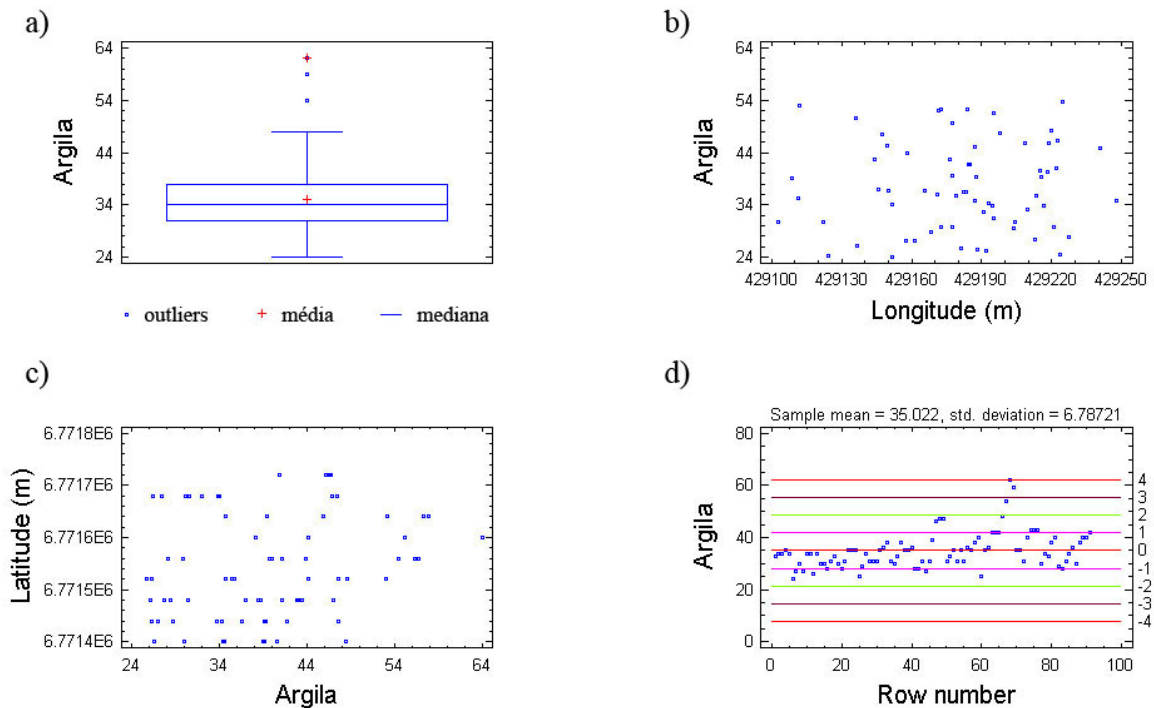 a)
64
54
44
34
24
Argila
outliers
média
mediana
b)
64
54
44
34
24
Argila
429100 429130 429160 429190 429220 429250
Longitude (m)
c)
6.7718E6
6.7717E6
6.7716E6
6.7715E6
6.7714E6
Latitude (m)
24 34 44 54 64
Argila
d)
Sample mean = 35.022, std. deviation = 6.78721
80
60
40
20
0
Argila
4
3
2
1
0
-1
-2
-3
-4
0 20 40 60 80 100
Row number